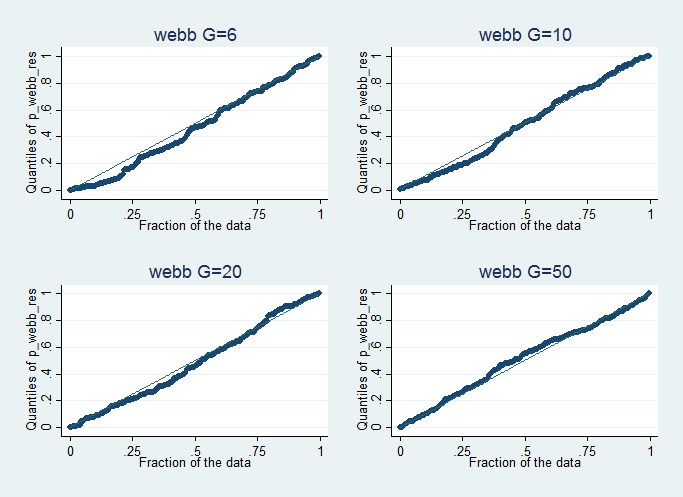 webb G=6
Quantiles of p_webb_res
0 .2 .4 .6 .8 1
0 .25 .5 .75 1
Fraction of the data
webb G=10
Quantiles of p_webb_res
0 .2 .4 .6 .8 1
0 .25 .5 .75 1
Fraction of the data
webb G=20
Quantiles of p_webb_res
0 .2 .4 .6 .8 1
0 .25 .5 .75 1
Fraction of the data
webb G=50
Quantiles of p_webb_res
0 .2 .4 .6 .8 1
0 .25 .5 .75 1
Fraction of the data